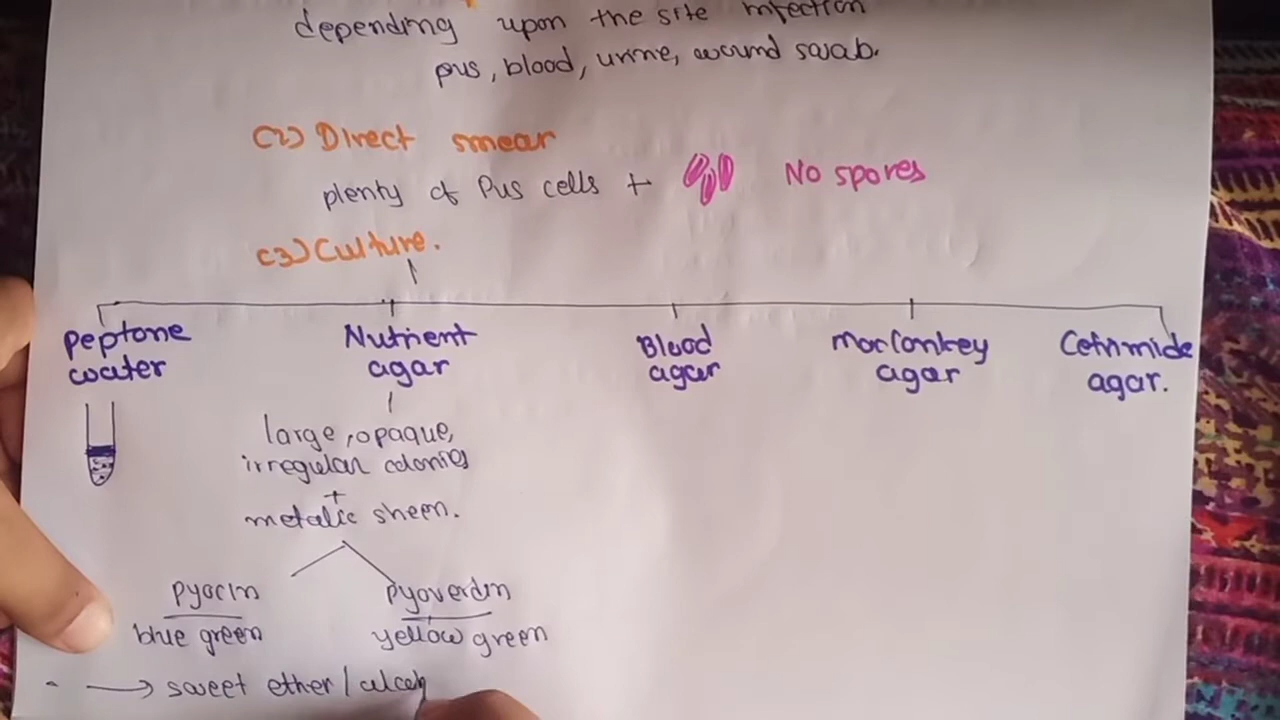 depending upon the site infection
pus, blood, urine, wound swab.
(2) Direct smear
plenty of Pus cells + No spores
(3) Culture.
Peptone water
Nutrient agar
Blood agar
MacConkey agar
Cetrimide agar.
large, opaque,
irregular colonies
+
metalic sheen.
pyocin
blue green
pyoverdin
yellow green
→ sweet ether / alcoh